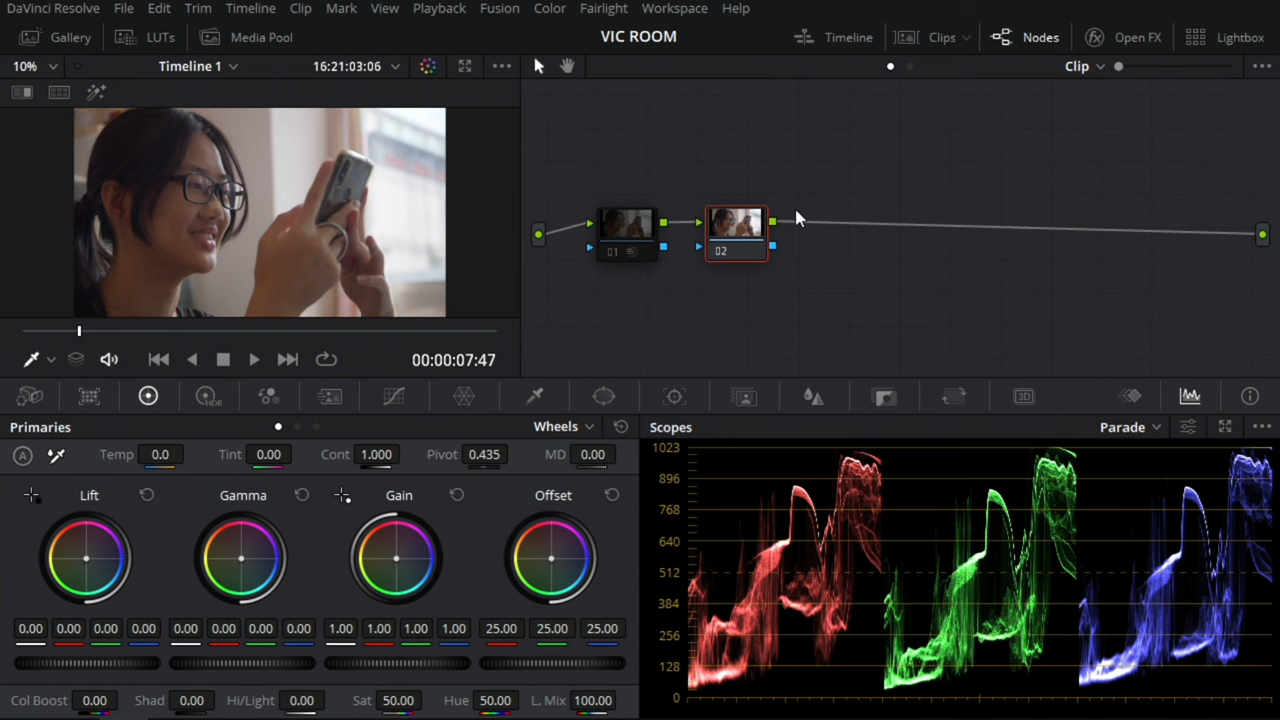 DaVinci Resolve File Edit Trim Timeline Clip Mark View Playback Fusion Color Fairlight Workspace Help
Gallery LUTs Media Pool VIC ROOM Timeline Clips Nodes Open FX Lightbox
10% Timeline 1 16:21:03:06 Clip
01 02
00:00:07:47
HDR 3D
Primaries Wheels Scopes Parade
A Temp 0.0 Tint 0.00 Cont 1.000 Pivot 0.435 MD 0.00
Lift Gamma Gain Offset
0.00 0.00 0.00 0.00 0.00 0.00 0.00 0.00 1.00 1.00 1.00 1.00 25.00 25.00 25.00
Col Boost 0.00 Shad 0.00 Hi/Light 0.00 Sat 50.00 Hue 50.00 L. Mix 100.00
1023
896
768
640
512
384
256
128
0